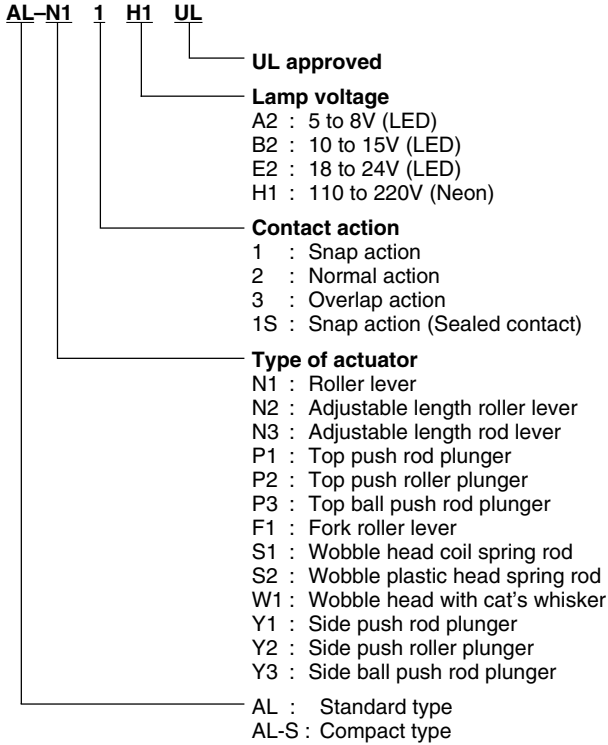 AL–N1 1 H1 UL
UL approved
Lamp voltage
A2 : 5 to 8V (LED)
B2 : 10 to 15V (LED)
E2 : 18 to 24V (LED)
H1 : 110 to 220V (Neon)
Contact action
1 : Snap action
2 : Normal action
3 : Overlap action
1S : Snap action (Sealed contact)
Type of actuator
N1 : Roller lever
N2 : Adjustable length roller lever
N3 : Adjustable length rod lever
P1 : Top push rod plunger
P2 : Top push roller plunger
P3 : Top ball push rod plunger
F1 : Fork roller lever
S1 : Wobble head coil spring rod
S2 : Wobble plastic head spring rod
W1 : Wobble head with cat's whisker
Y1 : Side push rod plunger
Y2 : Side push roller plunger
Y3 : Side ball push rod plunger
AL : Standard type
AL-S : Compact type